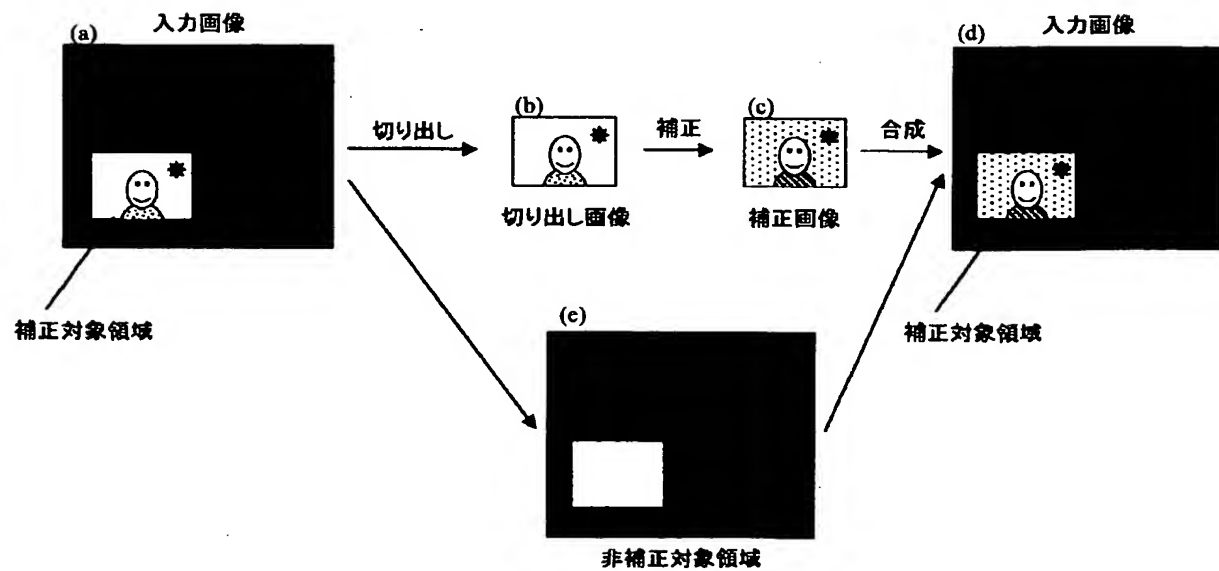 入力画像
(a)
補正対象領域
切り出し
(b)
切り出し画像
補正
(c)
補正画像
合成
入力画像
(d)
補正対象領域
(e)
非補正対象領域